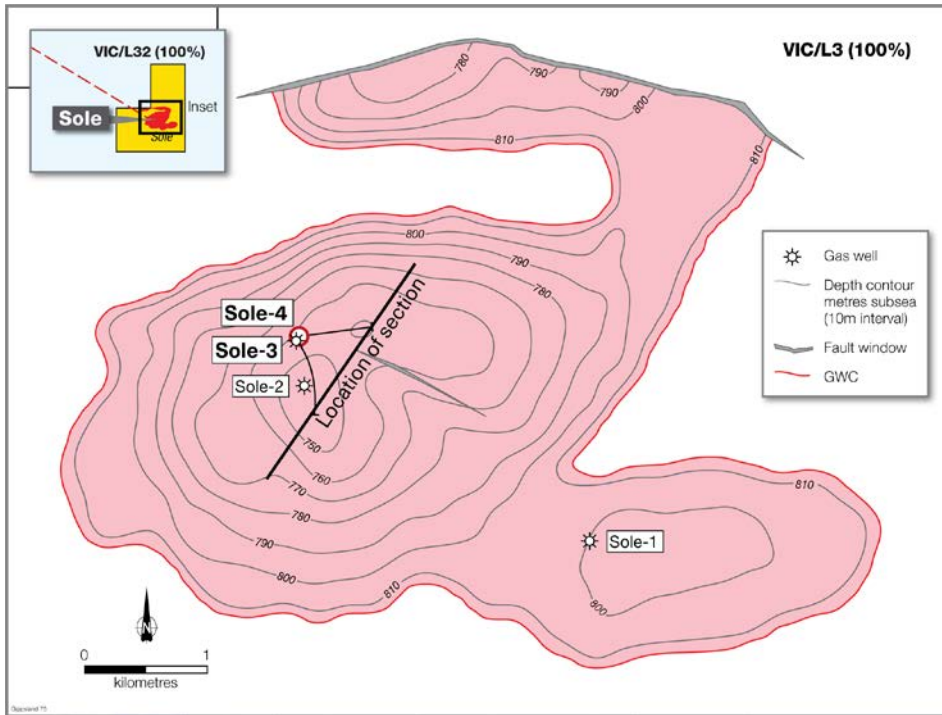 VIC/L32 (100%)
Inset
Sole
Sole
VIC/L3 (100%)
780
790
790
800
810
810
800
790
780
Sole-4
Sole-3
Sole-2
Location of section
750
760
770
780
790
800
810
810
Sole-1
800
Gas well
Depth contour
metres subsea
(10m interval)
Fault window
GWC
N
0 1
kilometres